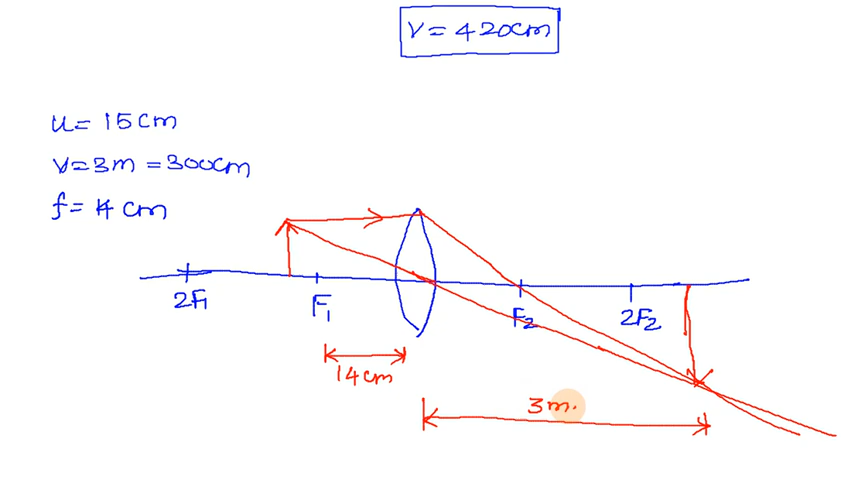 V = 420cm
u = 15cm
V = 3m = 300cm
f = 14 cm
2F₁
F₁
F₂
2F₂
14cm
3m.